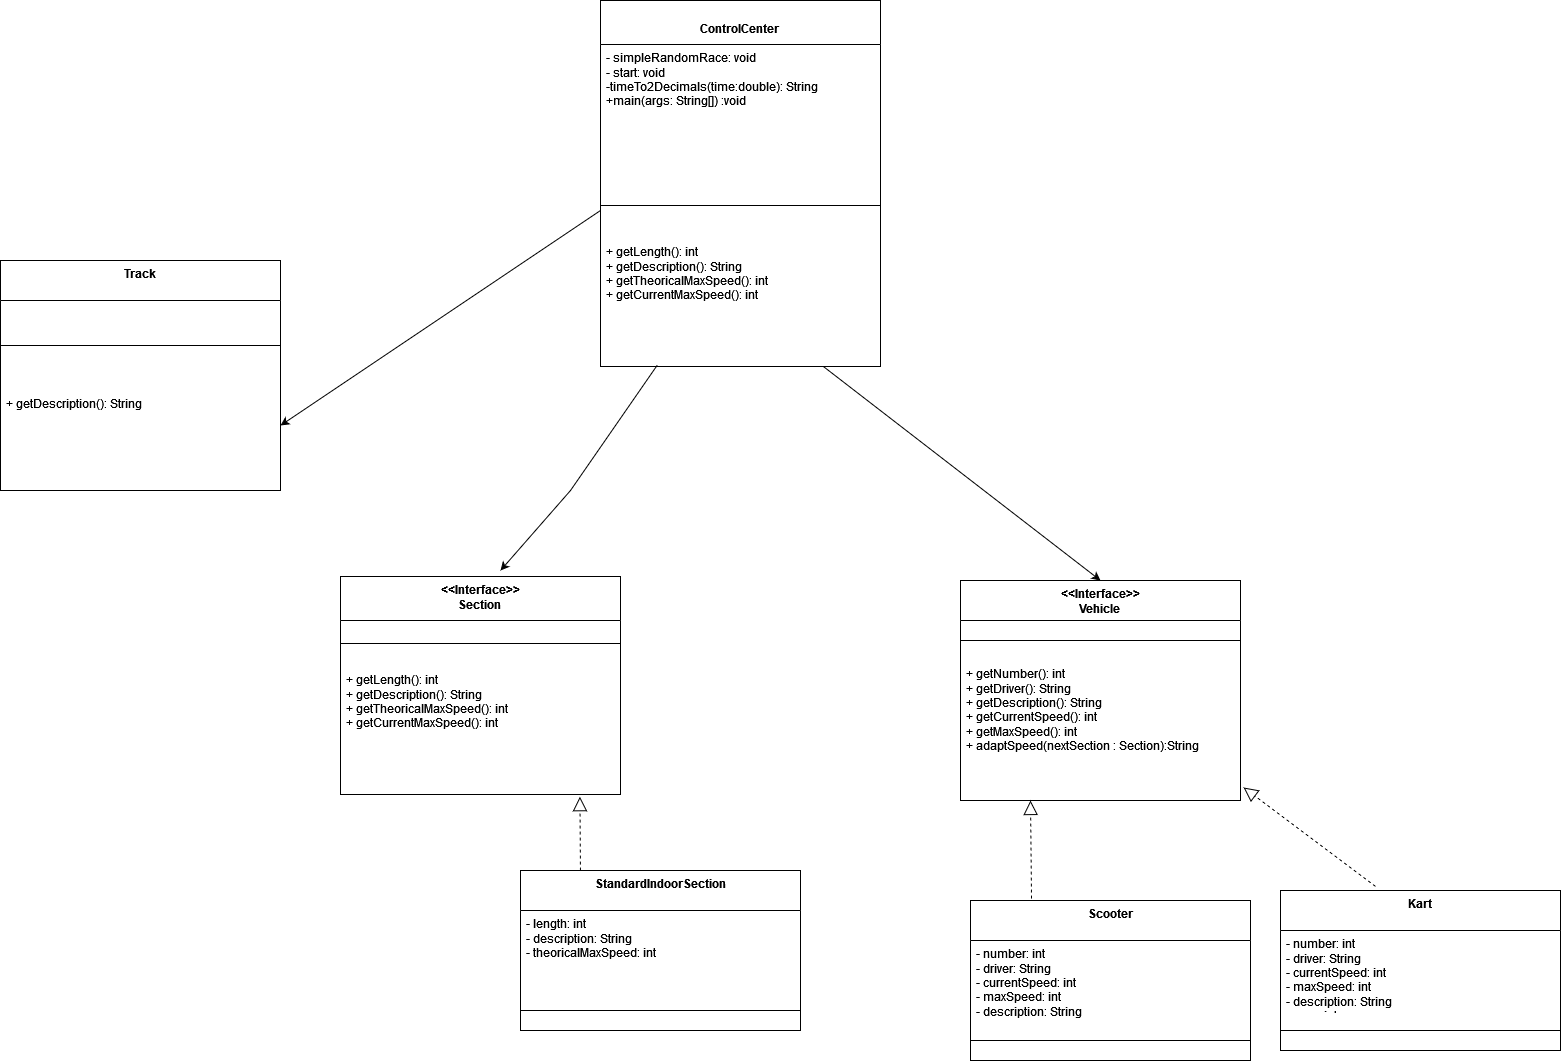 ControlCenter
- simpleRandomRace: void
- start: void
-timeTo2Decimals(time:double): String
+main(args: String[]) :void
+ getLength(): int
+ getDescription(): String
+ getTheoricalMaxSpeed(): int
+ getCurrentMaxSpeed(): int
Track
+ getDescription(): String
<<Interface>>
Section
+ getLength(): int
+ getDescription(): String
+ getTheoricalMaxSpeed(): int
+ getCurrentMaxSpeed(): int
<<Interface>>
Vehicle
+ getNumber(): int
+ getDriver(): String
+ getDescription(): String
+ getCurrentSpeed(): int
+ getMaxSpeed(): int
+ adaptSpeed(nextSection : Section):String
StandardIndoorSection
- length: int
- description: String
- theoricalMaxSpeed: int
Scooter
- number: int
- driver: String
- currentSpeed: int
- maxSpeed: int
- description: String
Kart
- number: int
- driver: String
- currentSpeed: int
- maxSpeed: int
- description: String